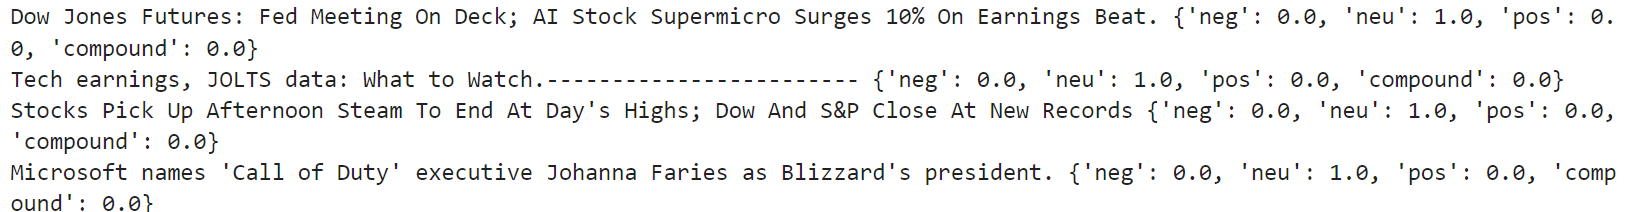 Dow Jones Futures: Fed Meeting On Deck; AI Stock Supermicro Surges 10% On Earnings Beat. {'neg': 0.0, 'neu': 1.0, 'pos': 0.
0, 'compound': 0.0}
Tech earnings, JOLTS data: What to Watch.------------------------ {'neg': 0.0, 'neu': 1.0, 'pos': 0.0, 'compound': 0.0}
Stocks Pick Up Afternoon Steam To End At Day's Highs; Dow And S&P Close At New Records {'neg': 0.0, 'neu': 1.0, 'pos': 0.0,
'compound': 0.0}
Microsoft names 'Call of Duty' executive Johanna Faries as Blizzard's president. {'neg': 0.0, 'neu': 1.0, 'pos': 0.0, 'comp
ound': 0.0}